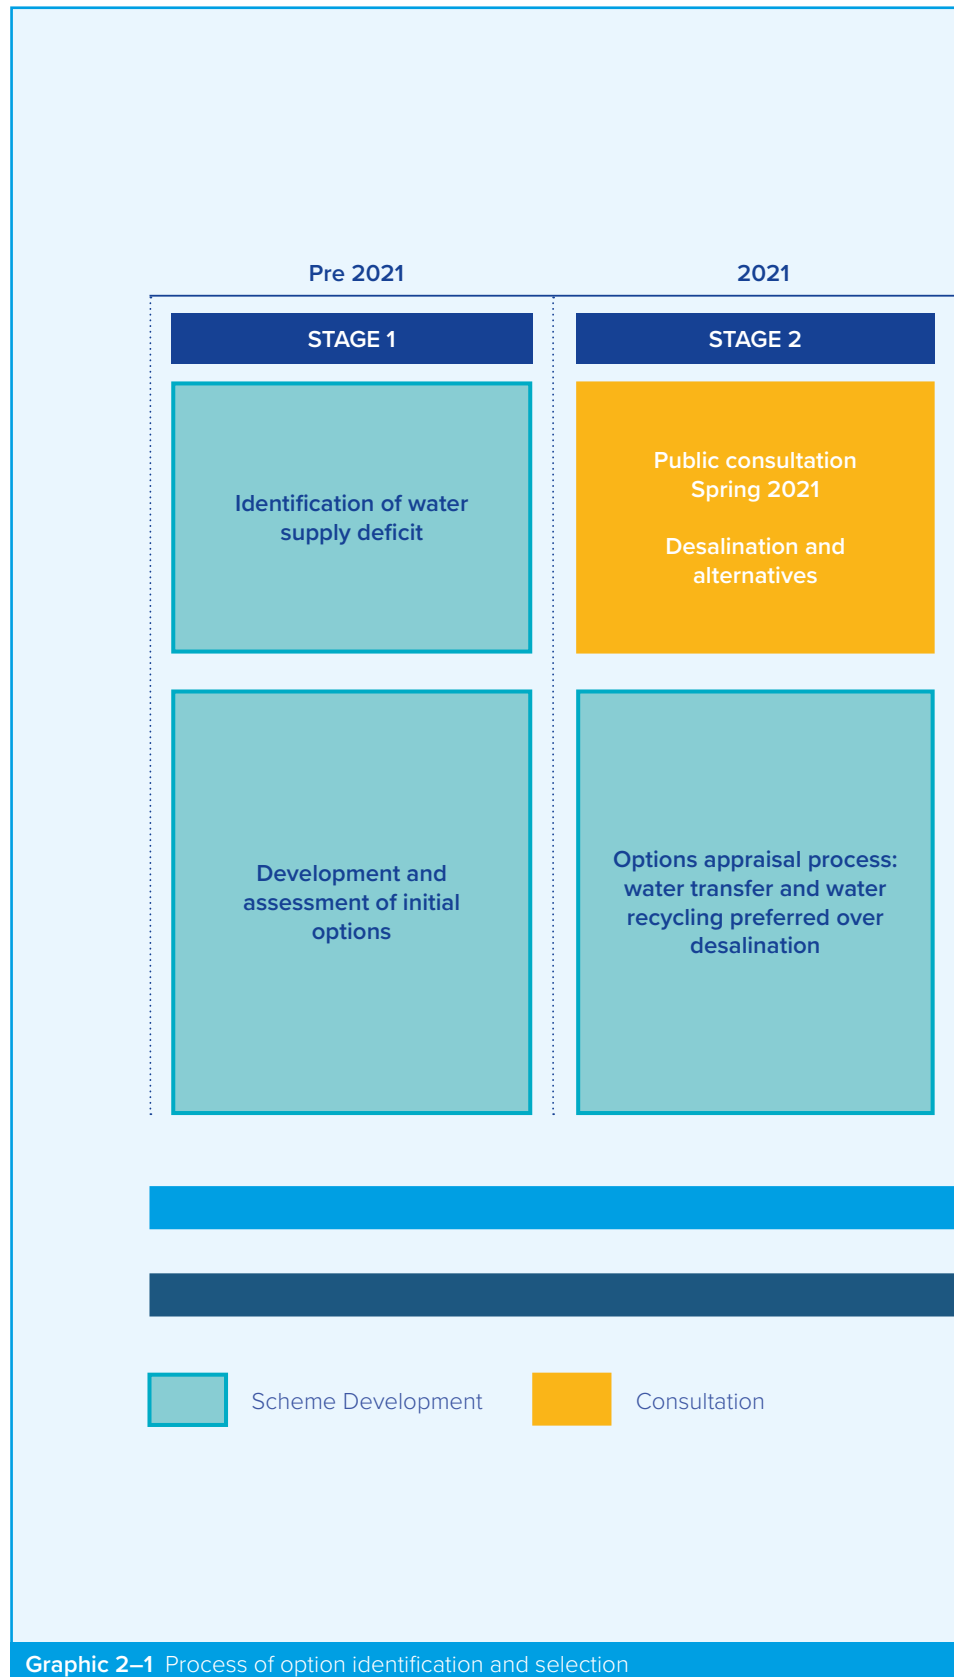 Pre 2021
2021
STAGE 1
STAGE 2
Identification of water
supply deficit
Public consultation
Spring 2021
Desalination and
alternatives
Development and
assessment of initial
options
Options appraisal process:
water transfer and water
recycling preferred over
desalination
Scheme Development
Consultation
Graphic 2–1 Process of option identification and selection